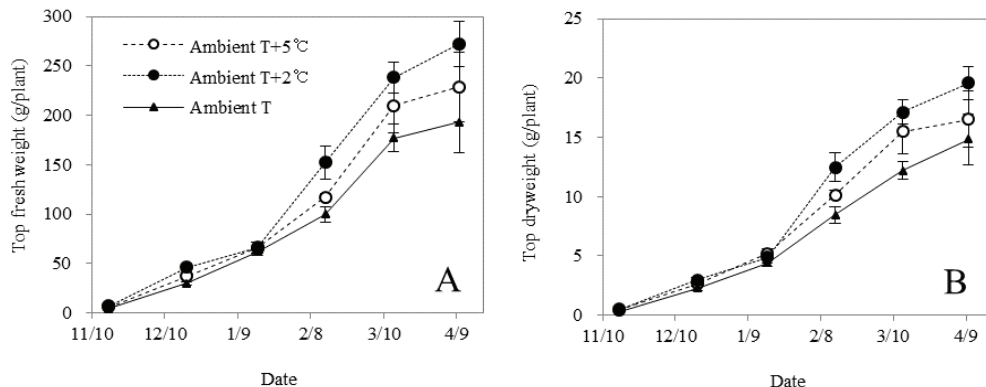 300
250
200
150
100
50
0
Top fresh weight (g/plant)
Ambient T+5℃
Ambient T+2℃
Ambient T
A
11/10 12/10 1/9 2/8 3/10 4/9
Date
25
20
15
10
5
0
Top dryweight (g/plant)
B
11/10 12/10 1/9 2/8 3/10 4/9
Date